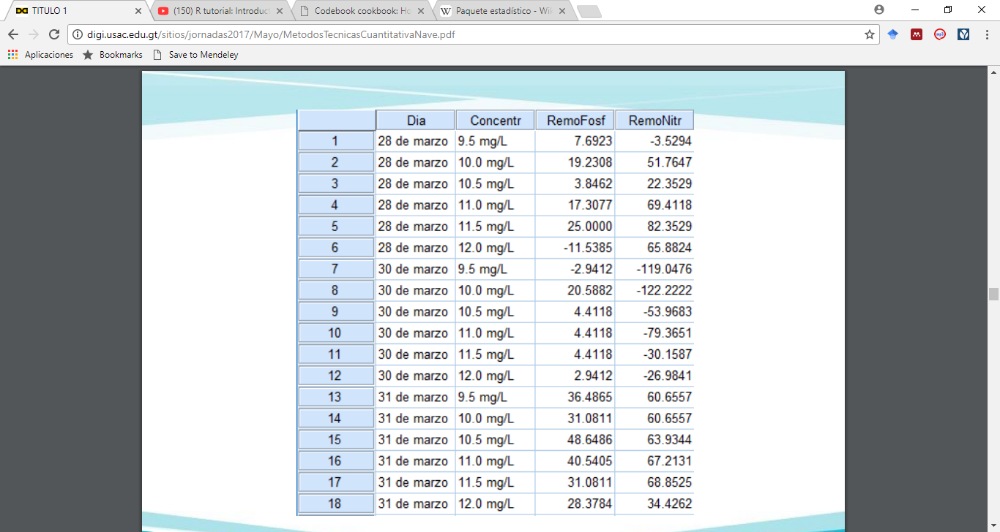 TITULO 1
(150) R tutorial: Introduc
Codebook cookbook: Ho
W Paquete estadístico - Wi
digi.usac.edu.gt/sitios/jornadas2017/Mayo/MetodosTecnicasCuantitativaNave.pdf
Aplicaciones Bookmarks Save to Mendeley
Dia Concentr RemoFosf RemoNitr
1 28 de marzo 9.5 mg/L 7.6923 -3.5294
2 28 de marzo 10.0 mg/L 19.2308 51.7647
3 28 de marzo 10.5 mg/L 3.8462 22.3529
4 28 de marzo 11.0 mg/L 17.3077 69.4118
5 28 de marzo 11.5 mg/L 25.0000 82.3529
6 28 de marzo 12.0 mg/L -11.5385 65.8824
7 30 de marzo 9.5 mg/L -2.9412 -119.0476
8 30 de marzo 10.0 mg/L 20.5882 -122.2222
9 30 de marzo 10.5 mg/L 4.4118 -53.9683
10 30 de marzo 11.0 mg/L 4.4118 -79.3651
11 30 de marzo 11.5 mg/L 4.4118 -30.1587
12 30 de marzo 12.0 mg/L 2.9412 -26.9841
13 31 de marzo 9.5 mg/L 36.4865 60.6557
14 31 de marzo 10.0 mg/L 31.0811 60.6557
15 31 de marzo 10.5 mg/L 48.6486 63.9344
16 31 de marzo 11.0 mg/L 40.5405 67.2131
17 31 de marzo 11.5 mg/L 31.0811 68.8525
18 31 de marzo 12.0 mg/L 28.3784 34.4262